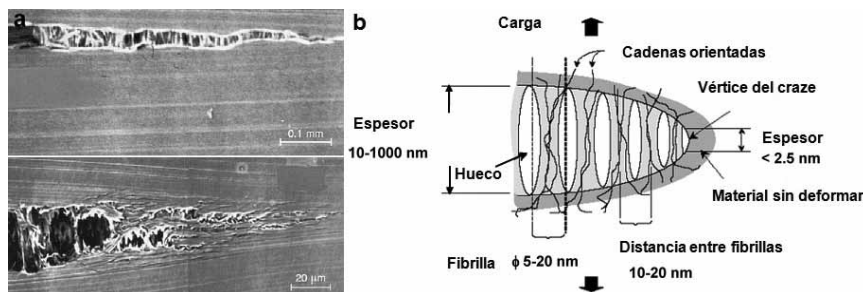 a
0.1 mm
20 µm
b
Carga
Cadenas orientadas
Vértice del craze
Espesor
10-1000 nm
Espesor
< 2.5 nm
Hueco
Material sin deformar
Fibrilla
ϕ 5-20 nm
Distancia entre fibrillas
10-20 nm